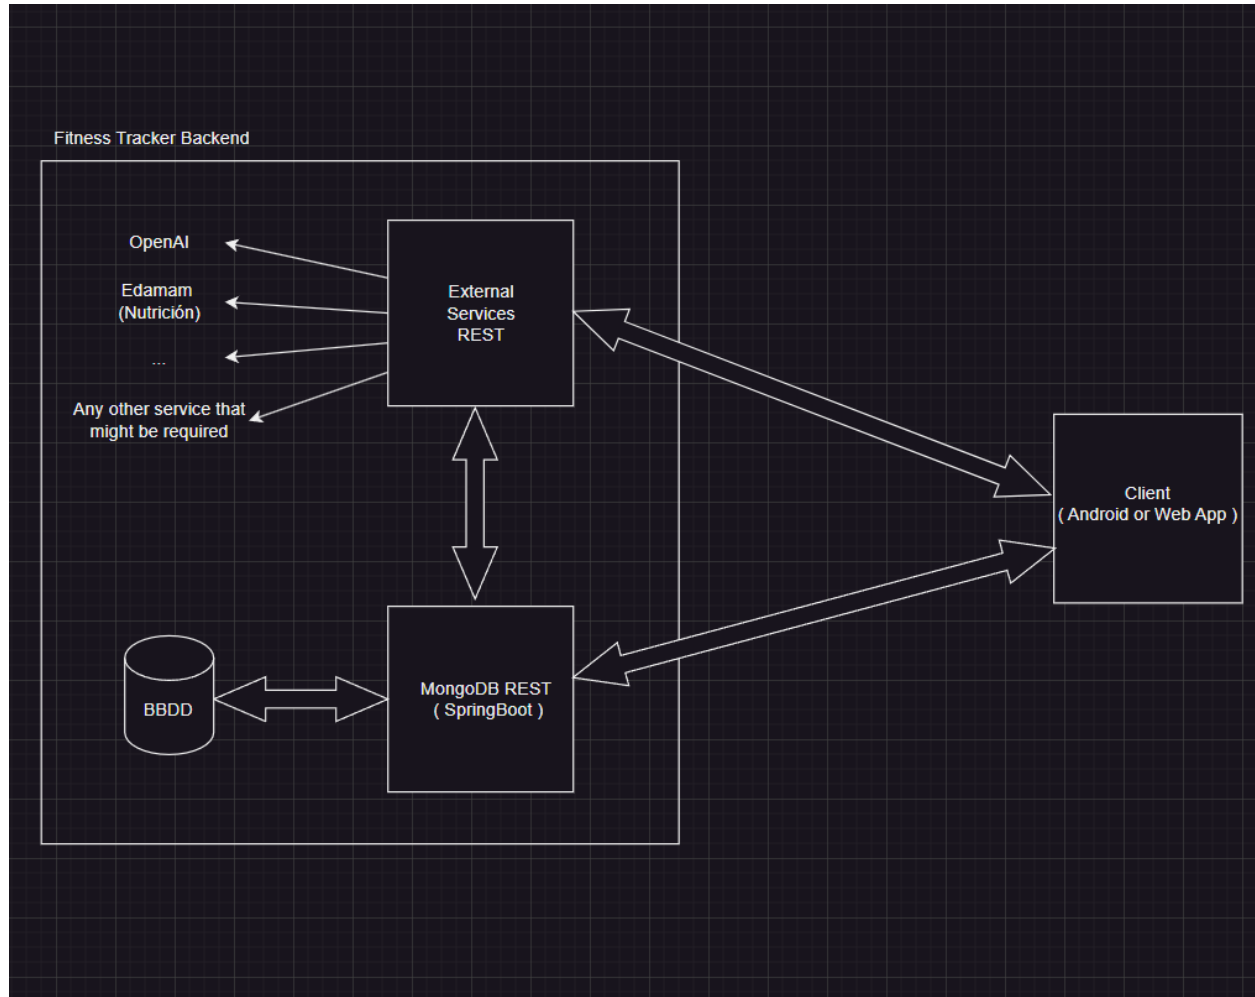 Fitness Tracker Backend
OpenAI
Edamam
(Nutrición)
...
Any other service that
might be required
External
Services
REST
Client
( Android or Web App )
MongoDB REST
( SpringBoot )
BBDD